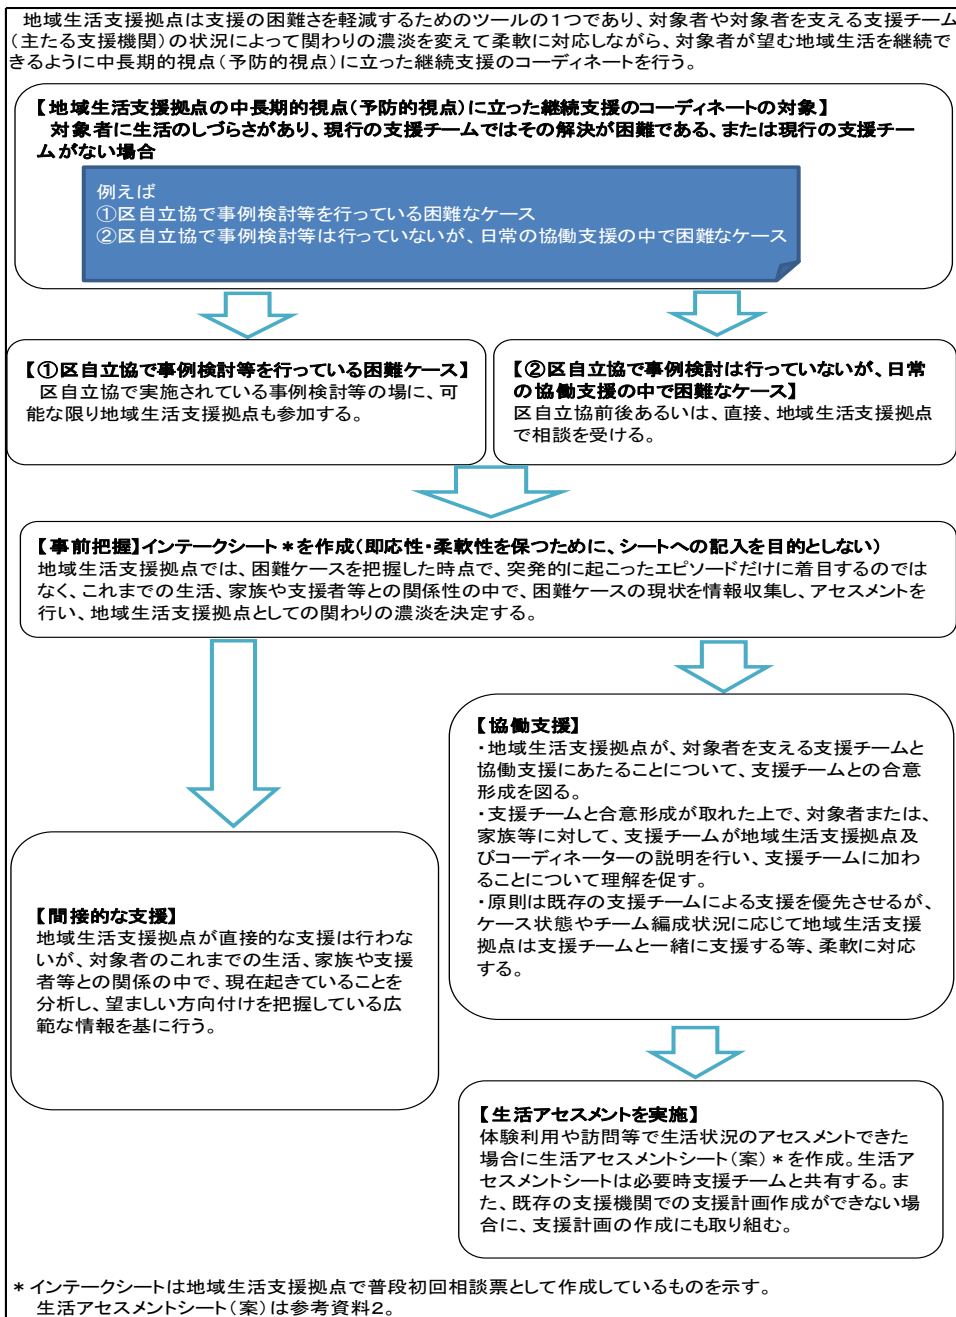 地域生活支援拠点は支援の困難さを軽減するためのツールの１つであり、対象者や対象者を支える支援チーム
（主たる支援機関）の状況によって関わりの濃淡を変えて柔軟に対応しながら、対象者が望む地域生活を継続で
きるように中長期的視点（予防的視点）に立った継続支援のコーディネートを行う。
【地域生活支援拠点の中長期的視点（予防的視点）に立った継続支援のコーディネートの対象】
対象者に生活のしづらさがあり、現行の支援チームではその解決が困難である、または現行の支援チー
ムがない場合
例えば
①区自立協で事例検討等を行っている困難なケース
②区自立協で事例検討等は行っていないが、日常の協働支援の中で困難なケース
【①区自立協で事例検討等を行っている困難ケース】
区自立協で実施されている事例検討等の場に、可
能な限り地域生活支援拠点も参加する。
【②区自立協で事例検討は行っていないが、日常
の協働支援の中で困難なケース】
区自立協前後あるいは、直接、地域生活支援拠点
で相談を受ける。
【事前把握】インテークシート＊を作成（即応性・柔軟性を保つために、シートへの記入を目的としない）
地域生活支援拠点では、困難ケースを把握した時点で、突発的に起こったエピソードだけに着目するのでは
なく、これまでの生活、家族や支援者等との関係性の中で、困難ケースの現状を情報収集し、アセスメントを
行い、地域生活支援拠点としての関わりの濃淡を決定する。
【間接的な支援】
地域生活支援拠点が直接的な支援は行わな
いが、対象者のこれまでの生活、家族や支援
者等との関係の中で、現在起きていることを
分析し、望ましい方向付けを把握している広
範な情報を基に行う。
【協働支援】
・地域生活支援拠点が、対象者を支える支援チームと
協働支援にあたることについて、支援チームとの合意
形成を図る。
・支援チームと合意形成が取れた上で、対象者または、
家族等に対して、支援チームが地域生活支援拠点及
びコーディネーターの説明を行い、支援チームに加わ
ることについて理解を促す。
・原則は既存の支援チームによる支援を優先させるが、
ケース状態やチーム編成状況に応じて地域生活支援
拠点は支援チームと一緒に支援する等、柔軟に対応
する。
【生活アセスメントを実施】
体験利用や訪問等で生活状況のアセスメントできた
場合に生活アセスメントシート（案）＊を作成。生活ア
セスメントシートは必要時支援チームと共有する。ま
た、既存の支援機関での支援計画作成ができない場
合に、支援計画の作成にも取り組む。
＊インテークシートは地域生活支援拠点で普段初回相談票として作成しているものを示す。
生活アセスメントシート（案）は参考資料２。